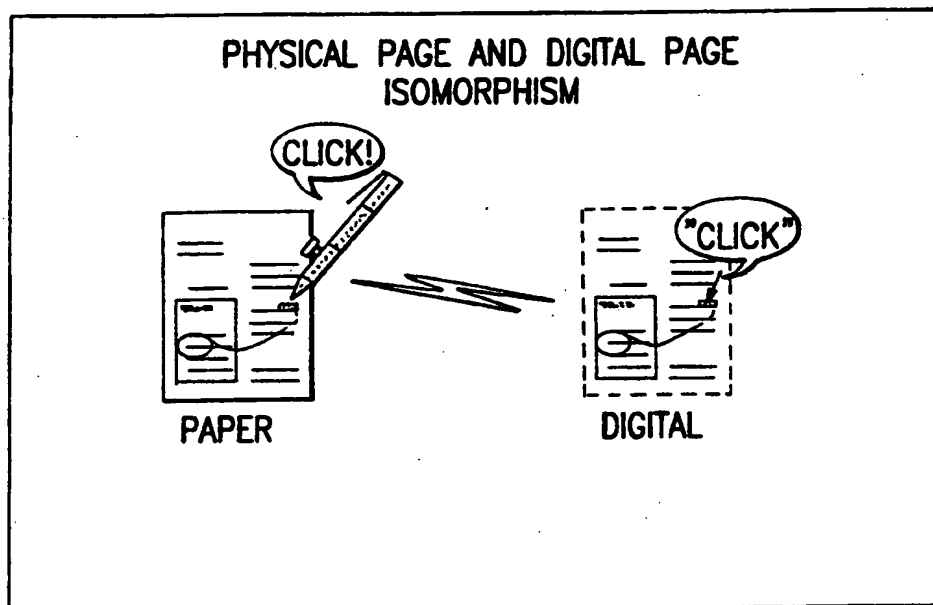 PHYSICAL PAGE AND DIGITAL PAGE
ISOMORPHISM
CLICK!
"CLICK"
PAPER
DIGITAL